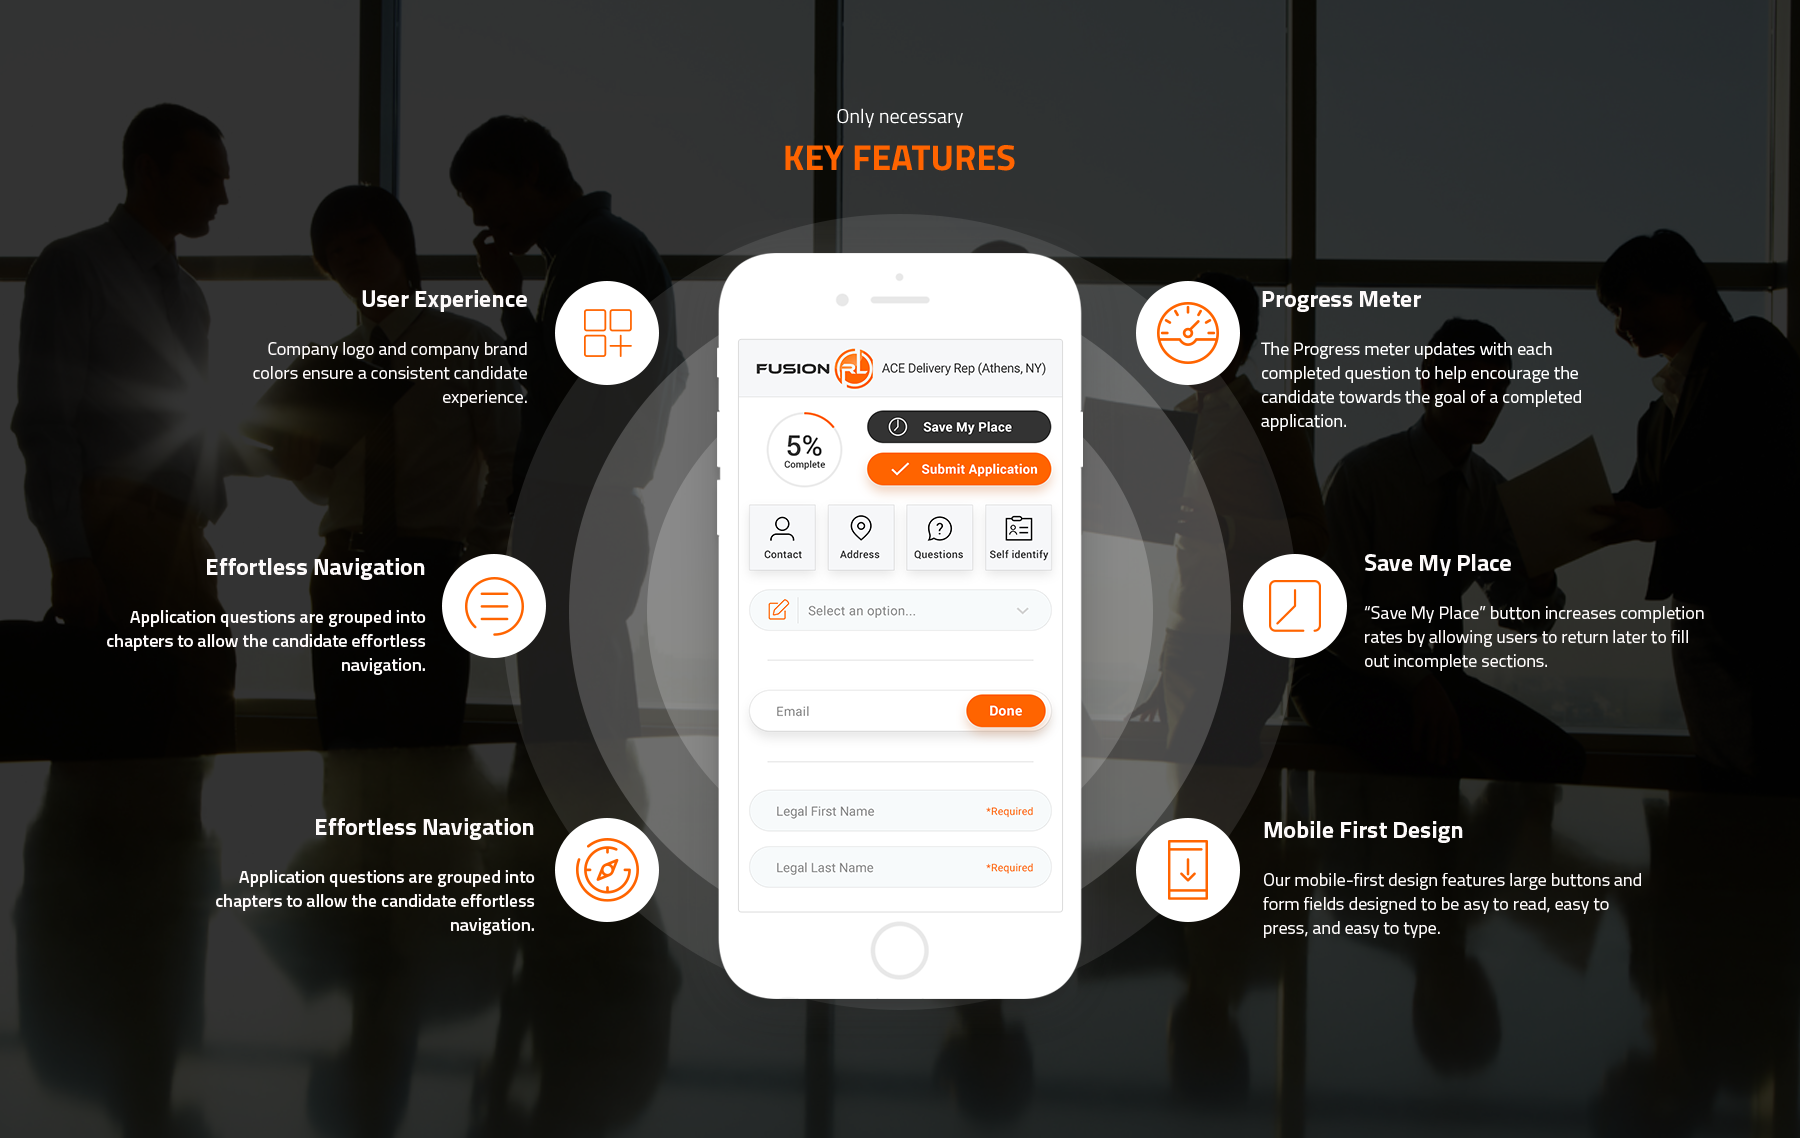 Only necessary
KEY FEATURES
User Experience
Company logo and company brand
colors ensure a consistent candidate
experience.
Effortless Navigation
Application questions are grouped into
chapters to allow the candidate effortless
navigation.
Effortless Navigation
Application questions are grouped into
chapters to allow the candidate effortless
navigation.
FUSION RL ACE Delivery Rep (Athens, NY)
5%
Complete
Save My Place
Submit Application
Contact Address Questions Self identify
Select an option...
Email Done
Legal First Name *Required
Legal Last Name *Required
Progress Meter
The Progress meter updates with each
completed question to help encourage the
candidate towards the goal of a completed
application.
Save My Place
“Save My Place” button increases completion
rates by allowing users to return later to fill
out incomplete sections.
Mobile First Design
Our mobile-first design features large buttons and
form fields designed to be asy to read, easy to
press, and easy to type.